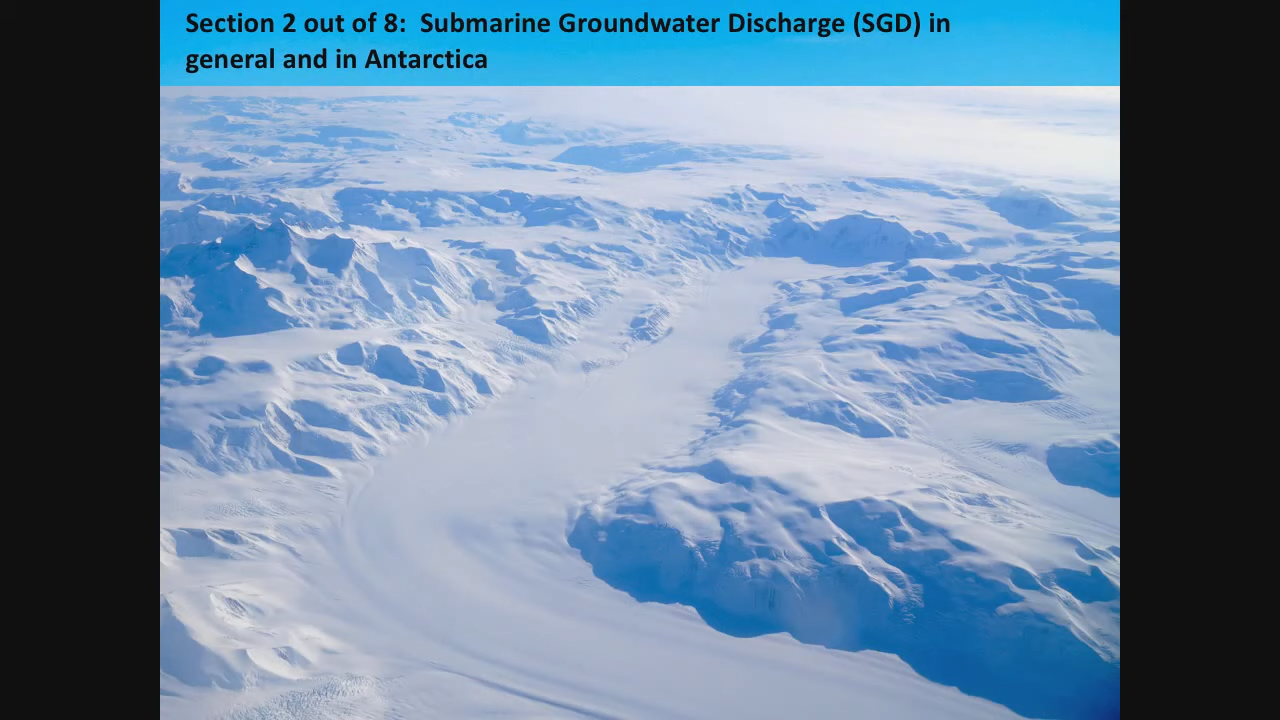 Section 2 out of 8:  Submarine Groundwater Discharge (SGD) in
general and in Antarctica